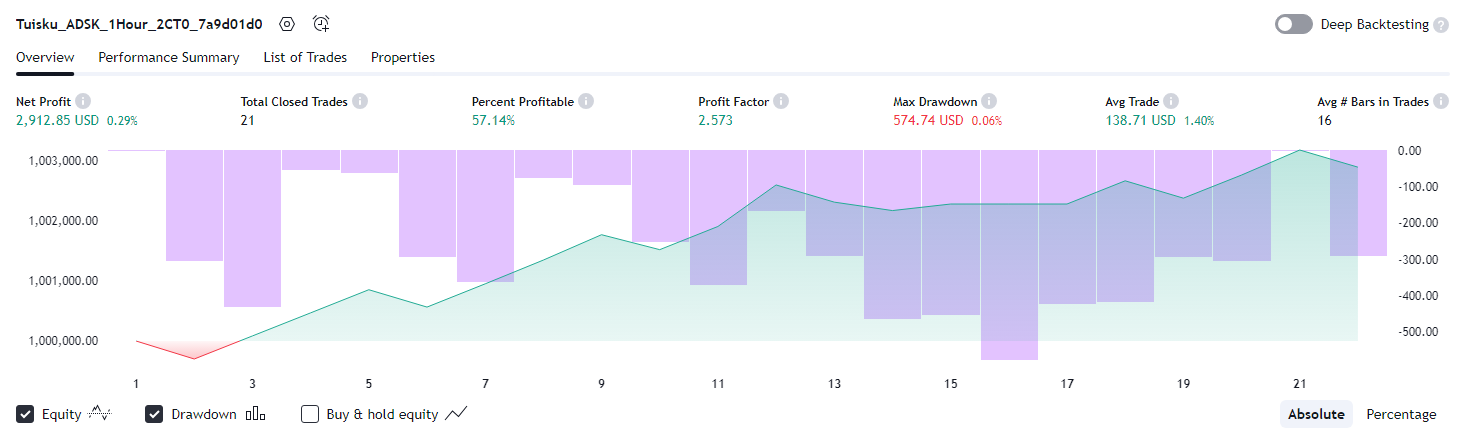 Tuisku_ADSK_1Hour_2CT0_7a9d01d0 Deep Backtesting ?
Overview Performance Summary List of Trades Properties
Net Profit i Total Closed Trades i Percent Profitable i Profit Factor i Max Drawdown i Avg Trade i Avg # Bars in Trades i
2,912.85 USD 0.29% 21 57.14% 2.573 574.74 USD 0.06% 138.71 USD 1.40% 16
1,003,000.00 0.00
-100.00
1,002,000.00 -200.00
1,001,000.00 -300.00
-400.00
1,000,000.00 -500.00
1 3 5 7 9 11 13 15 17 19 21
Equity Drawdown Buy & hold equity Absolute Percentage